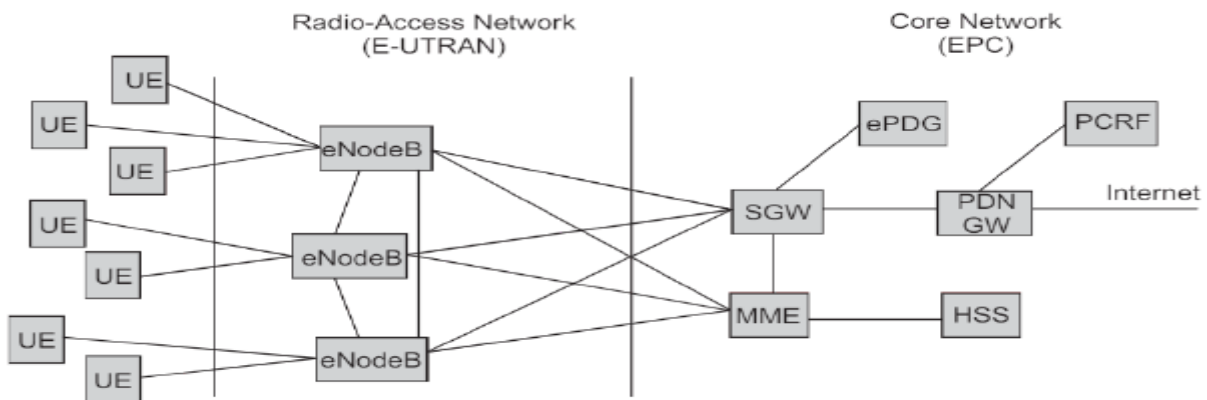 Radio-Access Network
(E-UTRAN)
Core Network
(EPC)
UE
UE
UE
UE
UE
UE
UE
eNodeB
eNodeB
eNodeB
ePDG
PCRF
SGW
PDN
GW
Internet
MME
HSS